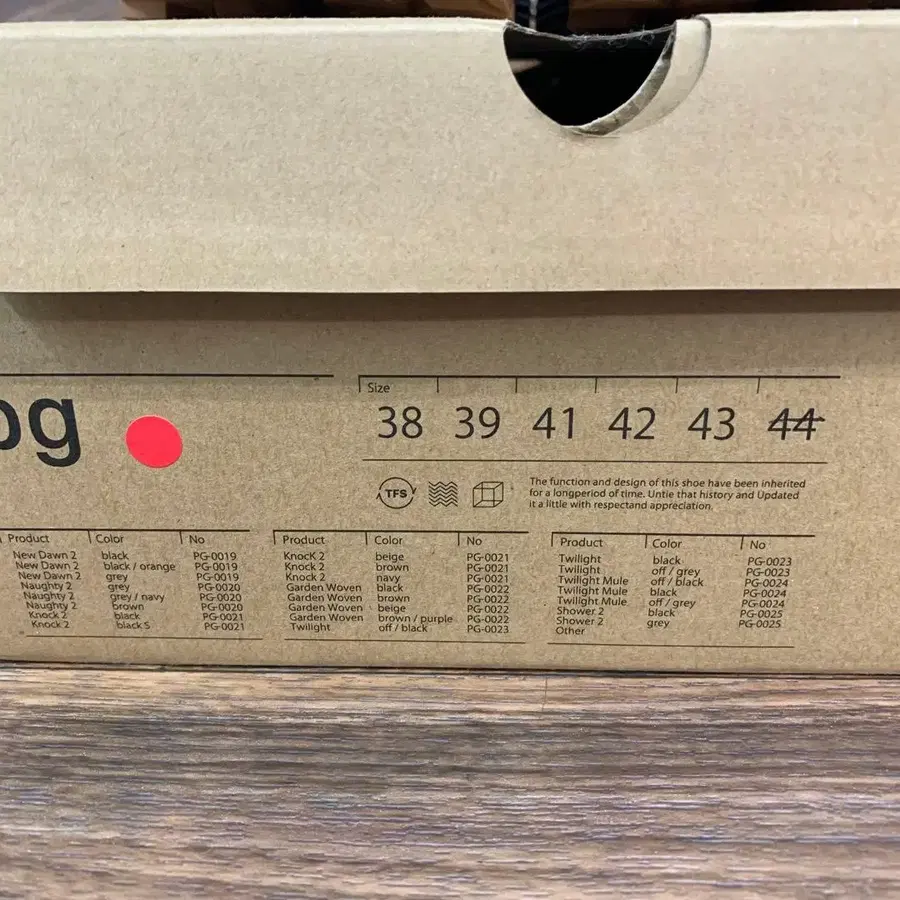 pg
Size
38 39 41 42 43 44
TFS
The function and design of this shoe have been inherited
for a longperiod of time. Untie that history and Updated
it a little with respectand appreciation.
Product Color No
New Dawn 2 black PG-0019
New Dawn 2 black / orange PG-0019
New Dawn 2 grey PG-0020
Naughty 2 grey PG-0020
Naughty 2 grey / navy PG-0020
Naughty 2 brown PG-0020
Knock 2 black PG-0021
Knock 2 black S PG-0021
Product Color No
KnocK 2 beige PG-0021
Knock 2 brown PG-0021
Knock 2 navy PG-0021
Garden Woven black PG-0022
Garden Woven brown PG-0022
Garden Woven beige PG-0022
Garden Woven brown / purple PG-0022
Twilight off / black PG-0023
Product Color No
Twilight black PG-0023
Twilight off / grey PG-0023
Twilight Mule off / black PG-0024
Twilight Mule black PG-0024
Twilight Mule off / grey PG-0024
Shower 2 black PG-0025
Shower 2 grey PG-0025
Other